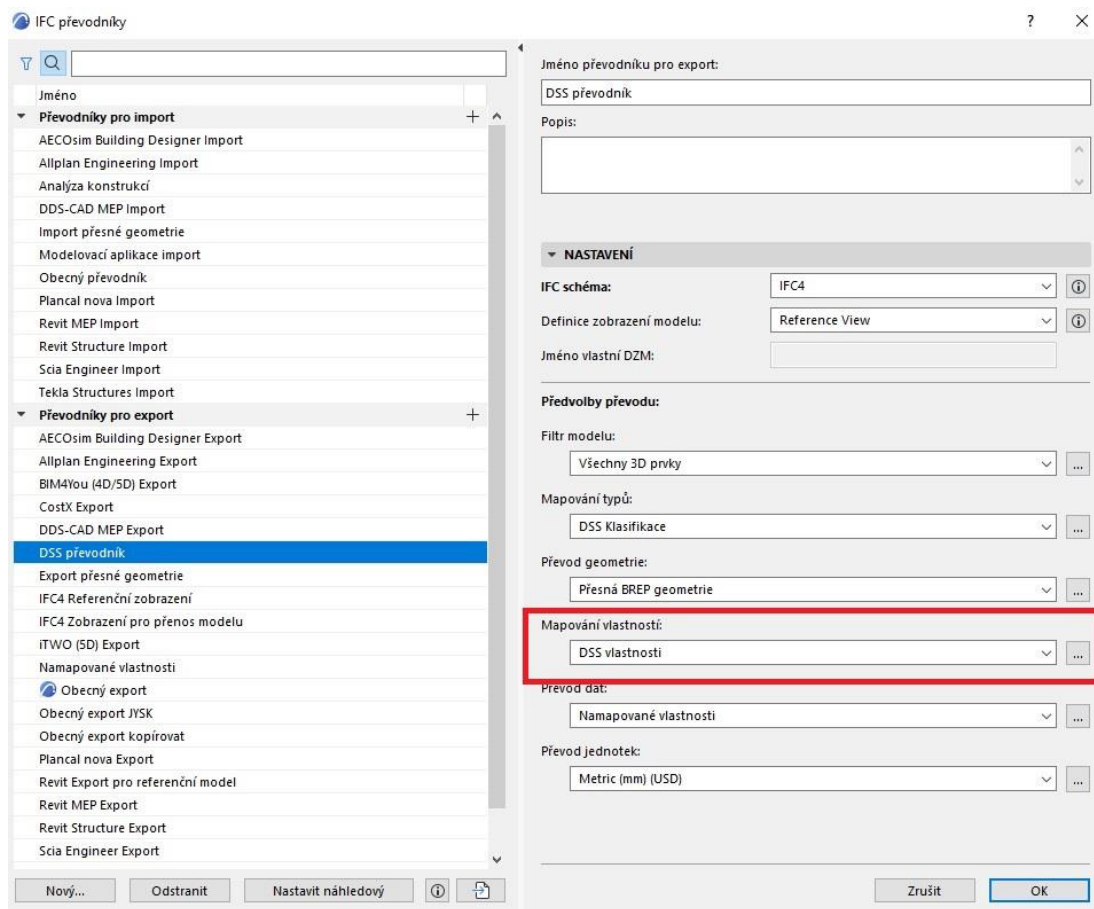 IFC převodníky
?
Jméno
Převodníky pro import
AECOsim Building Designer Import
Allplan Engineering Import
Analýza konstrukcí
DDS-CAD MEP Import
Import přesné geometrie
Modelovací aplikace import
Obecný převodník
Plancal nova Import
Revit MEP Import
Revit Structure Import
Scia Engineer Import
Tekla Structures Import
Převodníky pro export
AECOsim Building Designer Export
Allplan Engineering Export
BIM4You (4D/5D) Export
CostX Export
DDS-CAD MEP Export
DSS převodník
Export přesné geometrie
IFC4 Referenční zobrazení
IFC4 Zobrazení pro přenos modelu
iTWO (5D) Export
Namapované vlastnosti
Obecný export
Obecný export JYSK
Obecný export kopírovat
Plancal nova Export
Revit Export pro referenční model
Revit MEP Export
Revit Structure Export
Scia Engineer Export
Nový...
Odstranit
Nastavit náhledový
Jméno převodníku pro export:
DSS převodník
Popis:
NASTAVENÍ
IFC schéma:
IFC4
Definice zobrazení modelu:
Reference View
Jméno vlastní DZM:
Předvolby převodu:
Filtr modelu:
Všechny 3D prvky
...
Mapování typů:
DSS Klasifikace
...
Převod geometrie:
Přesná BREP geometrie
...
Mapování vlastností:
DSS vlastnosti
...
Převod dat:
Namapované vlastnosti
...
Převod jednotek:
Metric (mm) (USD)
...
Zrušit
OK